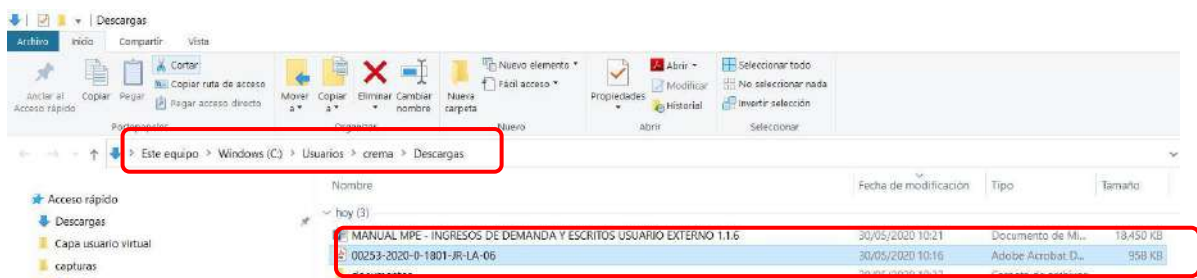 Descargas
Archivo Inicio Compartir Vista
Anclar al Acceso rápido
Copiar
Pegar
Cortar
Copiar ruta de acceso
Pegar acceso directo
Portapapeles
Mover a
Copiar a
Eliminar
Cambiar nombre
Organizar
Nueva carpeta
Nuevo elemento
Fácil acceso
Nuevo
Propiedades
Abrir
Modificar
Historial
Abrir
Seleccionar todo
No seleccionar nada
Invertir selección
Seleccionar
> Este equipo > Windows (C:) > Usuarios > crema > Descargas
Acceso rápido
Descargas
Capa usuario virtual
capturas
Nombre Fecha de modificación Tipo Tamaño
hoy (3)
MANUAL MPE - INGRESOS DE DEMANDA Y ESCRITOS USUARIO EXTERNO 1.1.6 30/05/2020 10:21 Documento de Mi... 18,450 KB
00253-2020-0-1801-JR-LA-06 30/05/2020 10:16 Adobe Acrobat D... 958 KB